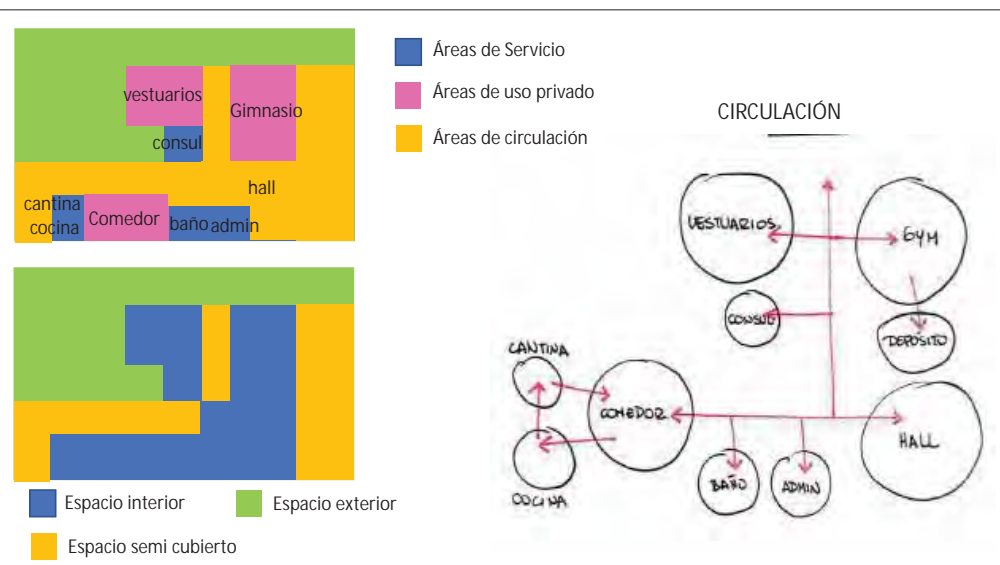 vestuarios
Gimnasio
consul
hall
cantina
cocina
Comedor
baño
admin
Áreas de Servicio
Áreas de uso privado
Áreas de circulación
Espacio interior
Espacio exterior
Espacio semi cubierto
CIRCULACIÓN
VESTUARIOS
GYM
CONSUL
DEPÓSITO
CANTINA
COMEDOR
HALL
COCINA
BAÑO
ADMIN